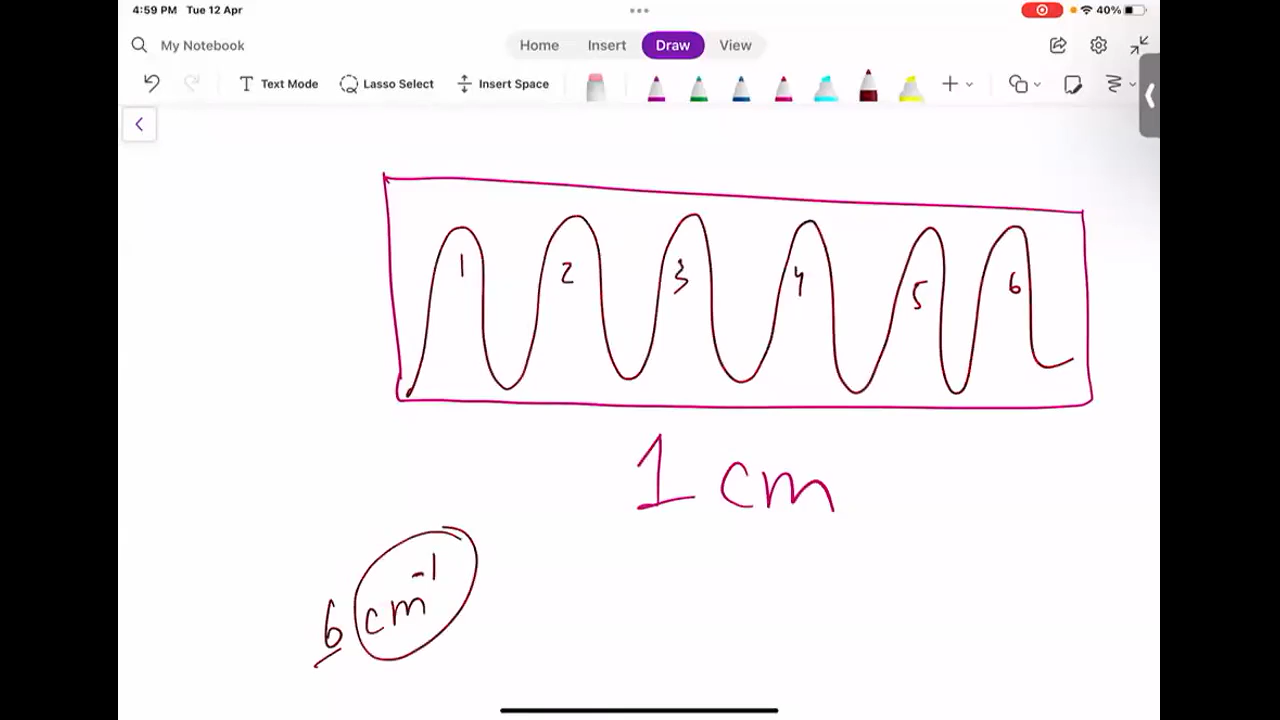 4:59 PM Tue 12 Apr
40%
My Notebook
Home Insert Draw View
Text Mode Lasso Select Insert Space
1 2 3 4 5 6
1 cm
6 cm⁻¹